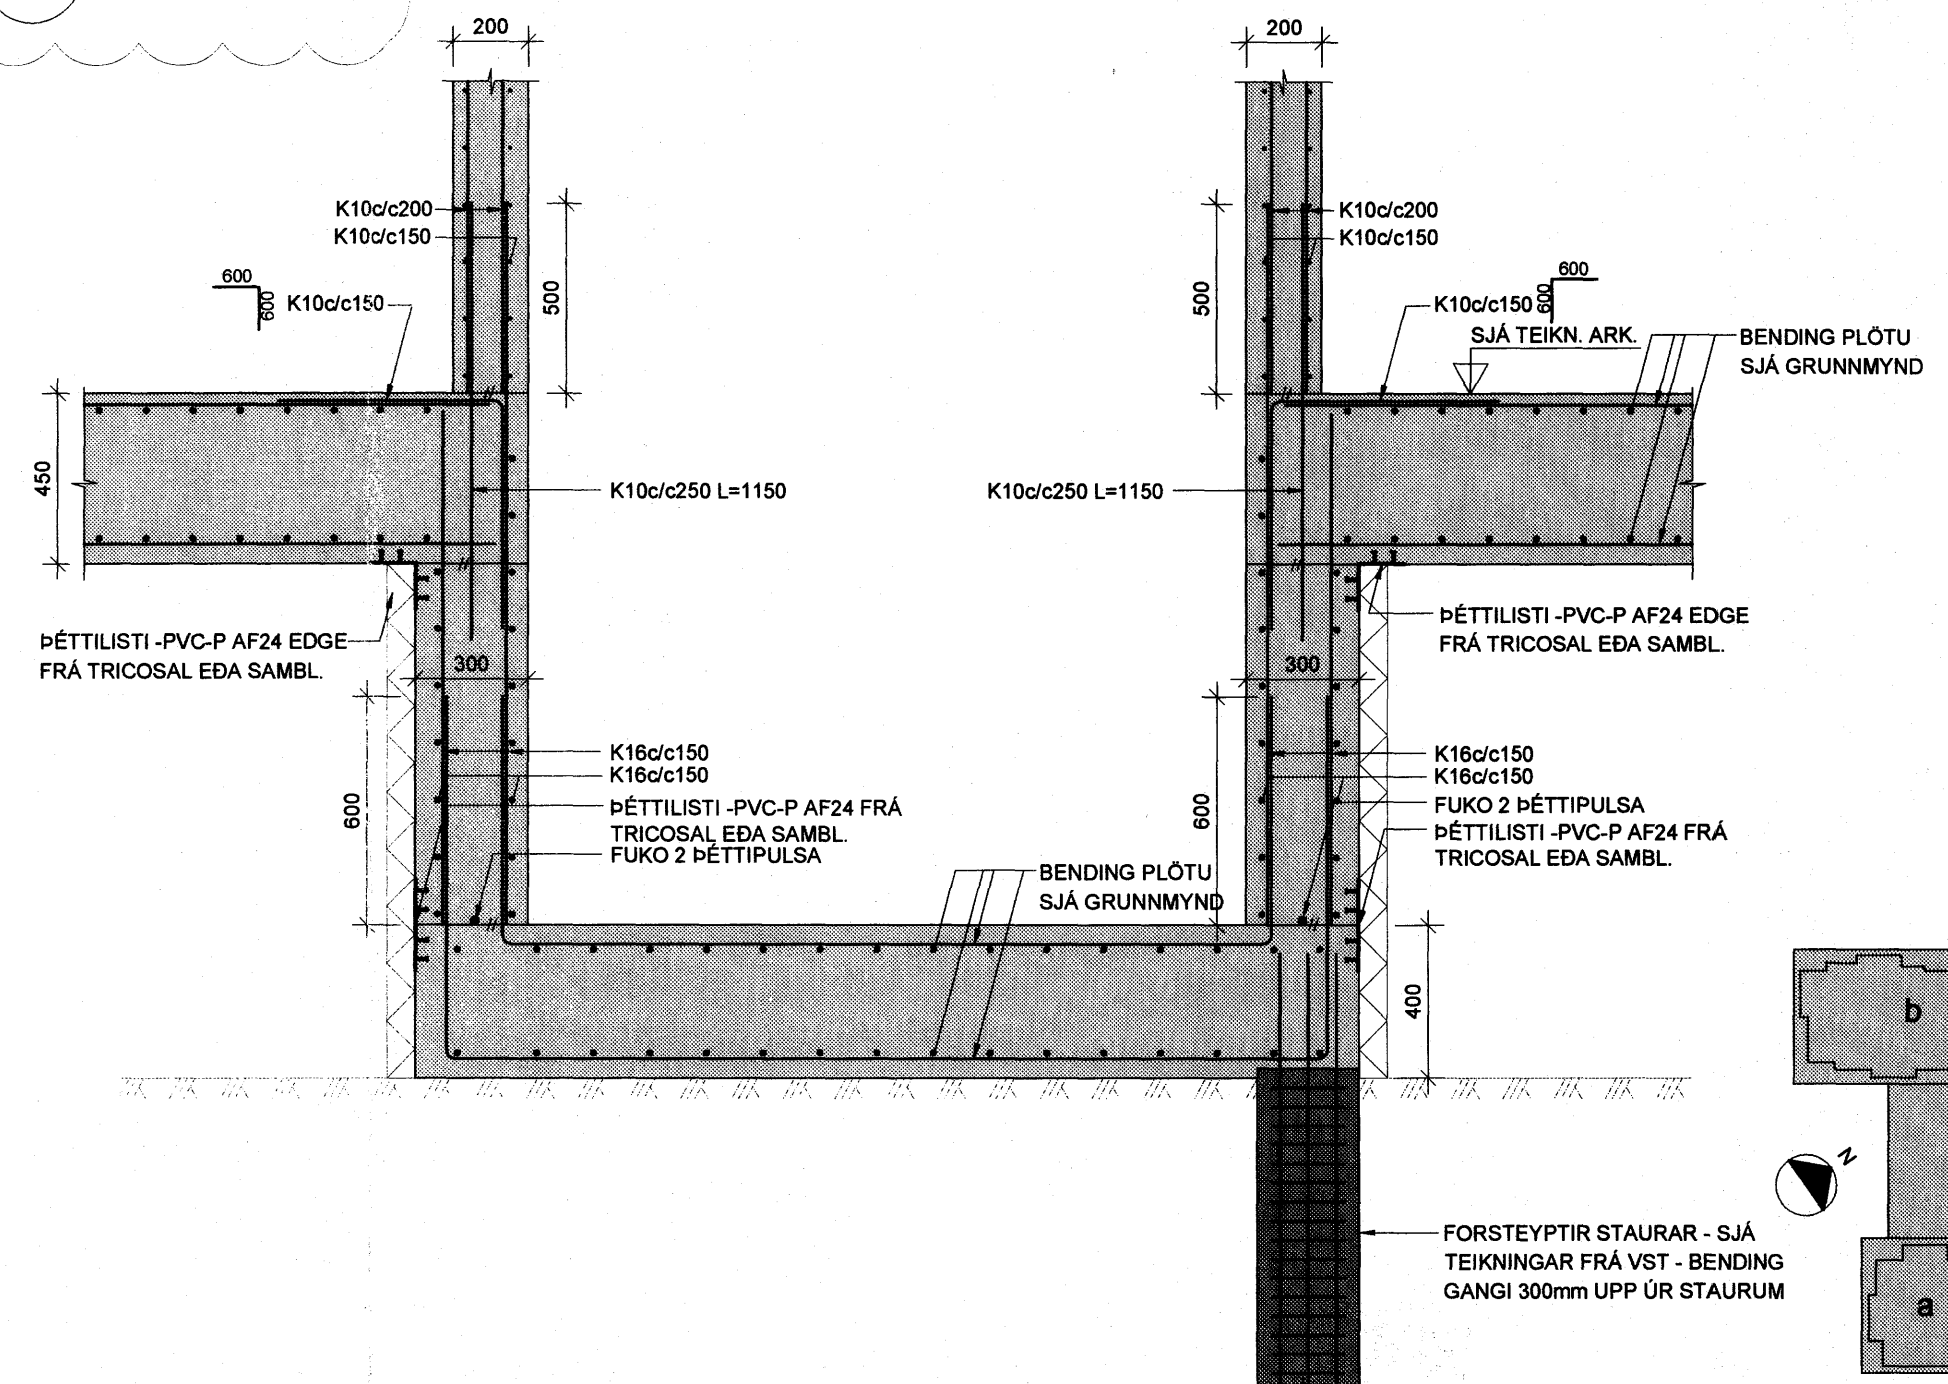 200
200
K10c/c200
K10c/c200
K10c/c150
K10c/c150
600
600
K10c/c150
500
500
600
600
K10c/c150
SJÁ TEIKN. ARK.
BENDING PLÖTU
SJÁ GRUNNMYND
450
K10c/c250 L=1150
K10c/c250 L=1150
ÞÉTTILISTI -PVC-P AF24 EDGE
FRÁ TRICOSAL EÐA SAMBL.
ÞÉTTILISTI -PVC-P AF24 EDGE
FRÁ TRICOSAL EÐA SAMBL.
300
300
600
K16c/c150
K16c/c150
ÞÉTTILISTI -PVC-P AF24 FRÁ
TRICOSAL EÐA SAMBL.
FUKO 2 ÞÉTTIPULSA
600
K16c/c150
K16c/c150
FUKO 2 ÞÉTTIPULSA
ÞÉTTILISTI -PVC-P AF24 FRÁ
TRICOSAL EÐA SAMBL.
BENDING PLÖTU
SJÁ GRUNNMYND
400
b
N
FORSTEYPTIR STAURAR - SJÁ
TEIKNINGAR FRÁ VST - BENDING
GANGI 300mm UPP ÚR STAURUM
a